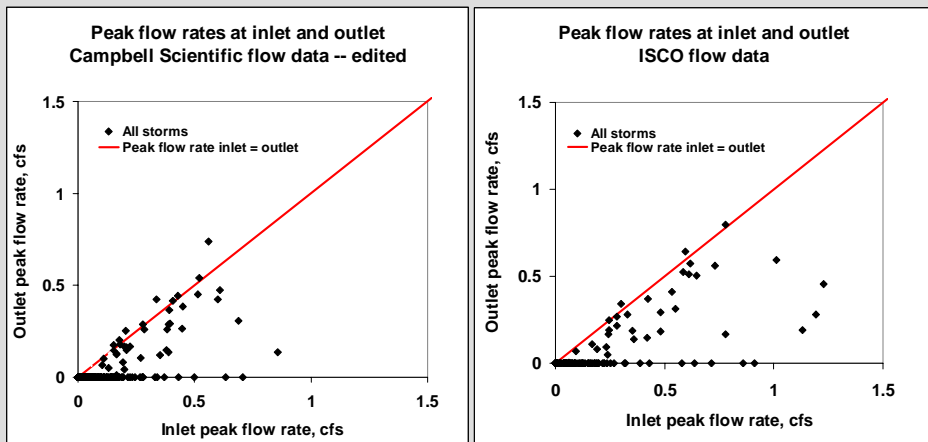 Peak flow rates at inlet and outlet
Campbell Scientific flow data -- edited
1.5
1
0.5
0
0
0.5
1
1.5
All storms
Peak flow rate inlet = outlet
Outlet peak flow rate, cfs
Inlet peak flow rate, cfs
Peak flow rates at inlet and outlet
ISCO flow data
1.5
1
0.5
0
0
0.5
1
1.5
All storms
Peak flow rate inlet = outlet
Outlet peak flow rate, cfs
Inlet peak flow rate, cfs